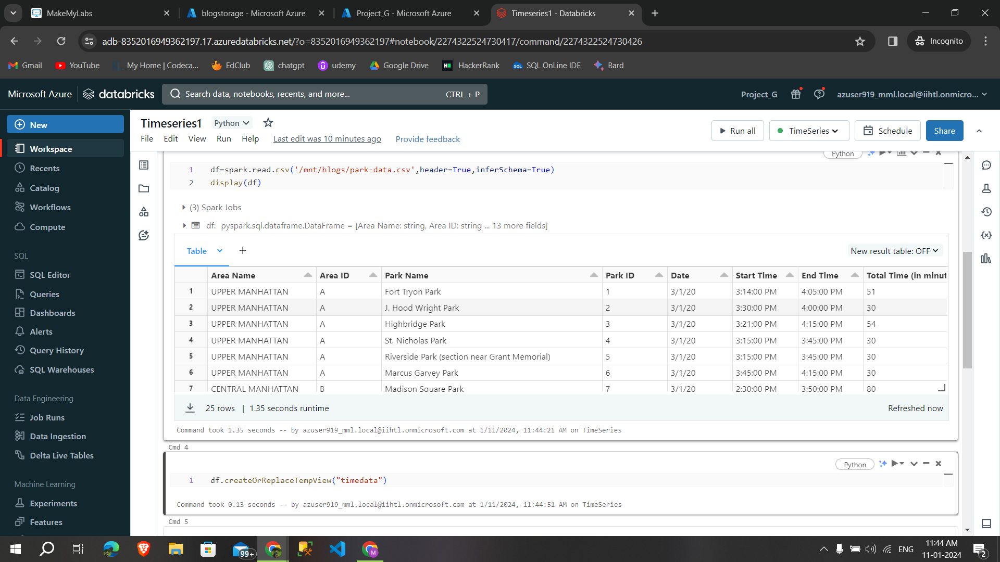 MakeMyLabs
blogstorage - Microsoft Azure
Project_G - Microsoft Azure
Timeseries1 - Databricks
adb-8352016949362197.17.azuredatabricks.net/?o=8352016949362197#notebook/2274322524730417/command/2274322524730426
Incognito
Gmail
YouTube
My Home | Codeca...
EdClub
chatgpt
udemy
Google Drive
HackerRank
SQL OnLine IDE
Bard
Microsoft Azure
databricks
Search data, notebooks, recents, and more...
CTRL + P
Project_G
azuser919_mml.local@iihtl.onmicro...
New
Workspace
Recents
Catalog
Workflows
Compute
SQL
SQL Editor
Queries
Dashboards
Alerts
Query History
SQL Warehouses
Data Engineering
Job Runs
Data Ingestion
Delta Live Tables
Machine Learning
Experiments
Features
Timeseries1
Python
File Edit View Run Help
Last edit was 10 minutes ago
Provide feedback
Run all
TimeSeries
Schedule
Share
Python
1 df=spark.read.csv('/mnt/blogs/park-data.csv',header=True,inferSchema=True)
2 display(df)
(3) Spark Jobs
df: pyspark.sql.dataframe.DataFrame = [Area Name: string, Area ID: string ... 13 more fields]
Table
New result table: OFF
Area Name Area ID Park Name Park ID Date Start Time End Time Total Time (in minut
1 UPPER MANHATTAN A Fort Tryon Park 1 3/1/20 3:14:00 PM 4:05:00 PM 51
2 UPPER MANHATTAN A J. Hood Wright Park 2 3/1/20 3:30:00 PM 4:00:00 PM 30
3 UPPER MANHATTAN A Highbridge Park 3 3/1/20 3:21:00 PM 4:15:00 PM 54
4 UPPER MANHATTAN A St. Nicholas Park 4 3/1/20 3:15:00 PM 3:45:00 PM 30
5 UPPER MANHATTAN A Riverside Park (section near Grant Memorial) 5 3/1/20 3:15:00 PM 3:45:00 PM 30
6 UPPER MANHATTAN A Marcus Garvey Park 6 3/1/20 3:45:00 PM 4:15:00 PM 30
7 CENTRAL MANHATTAN B Madison Square Park 7 3/1/20 2:30:00 PM 3:50:00 PM 80
25 rows | 1.35 seconds runtime
Refreshed now
Command took 1.35 seconds -- by azuser919_mml.local@iihtl.onmicrosoft.com at 1/11/2024, 11:44:21 AM on TimeSeries
Cmd 4
Python
1 df.createOrReplaceTempView("timedata")
Command took 0.13 seconds -- by azuser919_mml.local@iihtl.onmicrosoft.com at 1/11/2024, 11:44:51 AM on TimeSeries
Cmd 5
99+
M
ENG
11:44 AM
11-01-2024
2